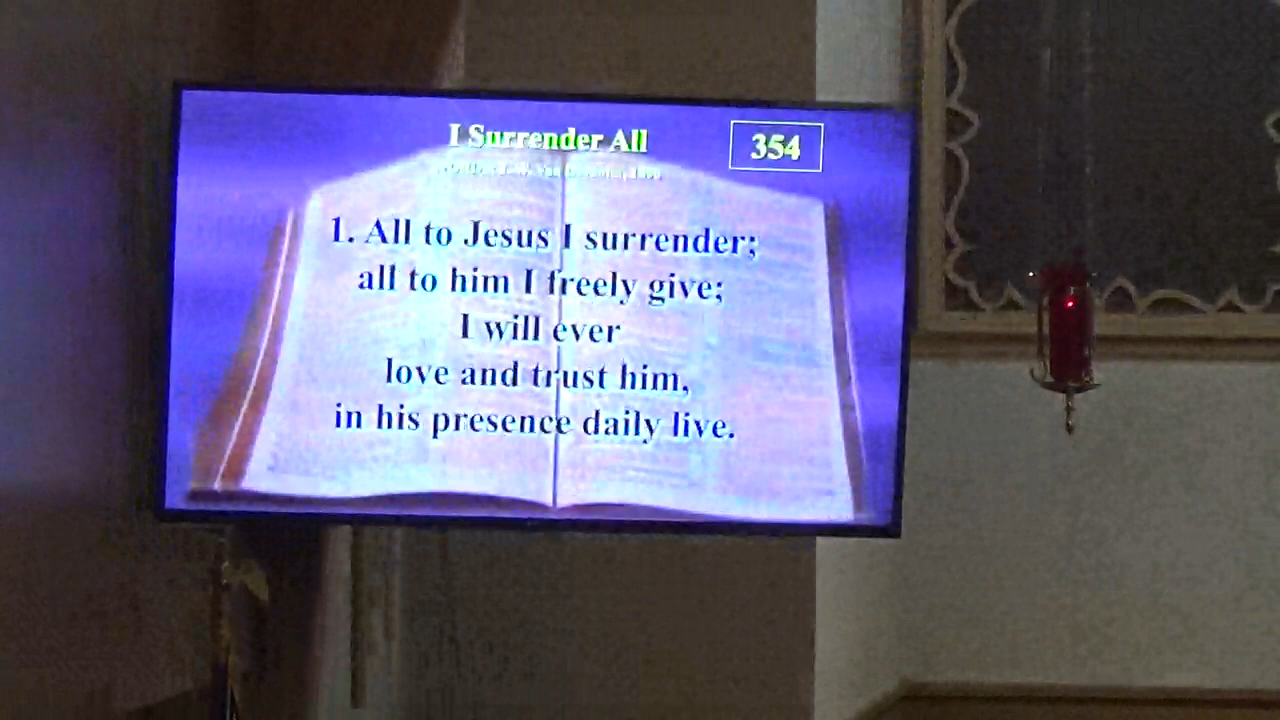 I Surrender All
354
1. All to Jesus I surrender;
all to him I freely give;
I will ever
love and trust him,
in his presence daily live.